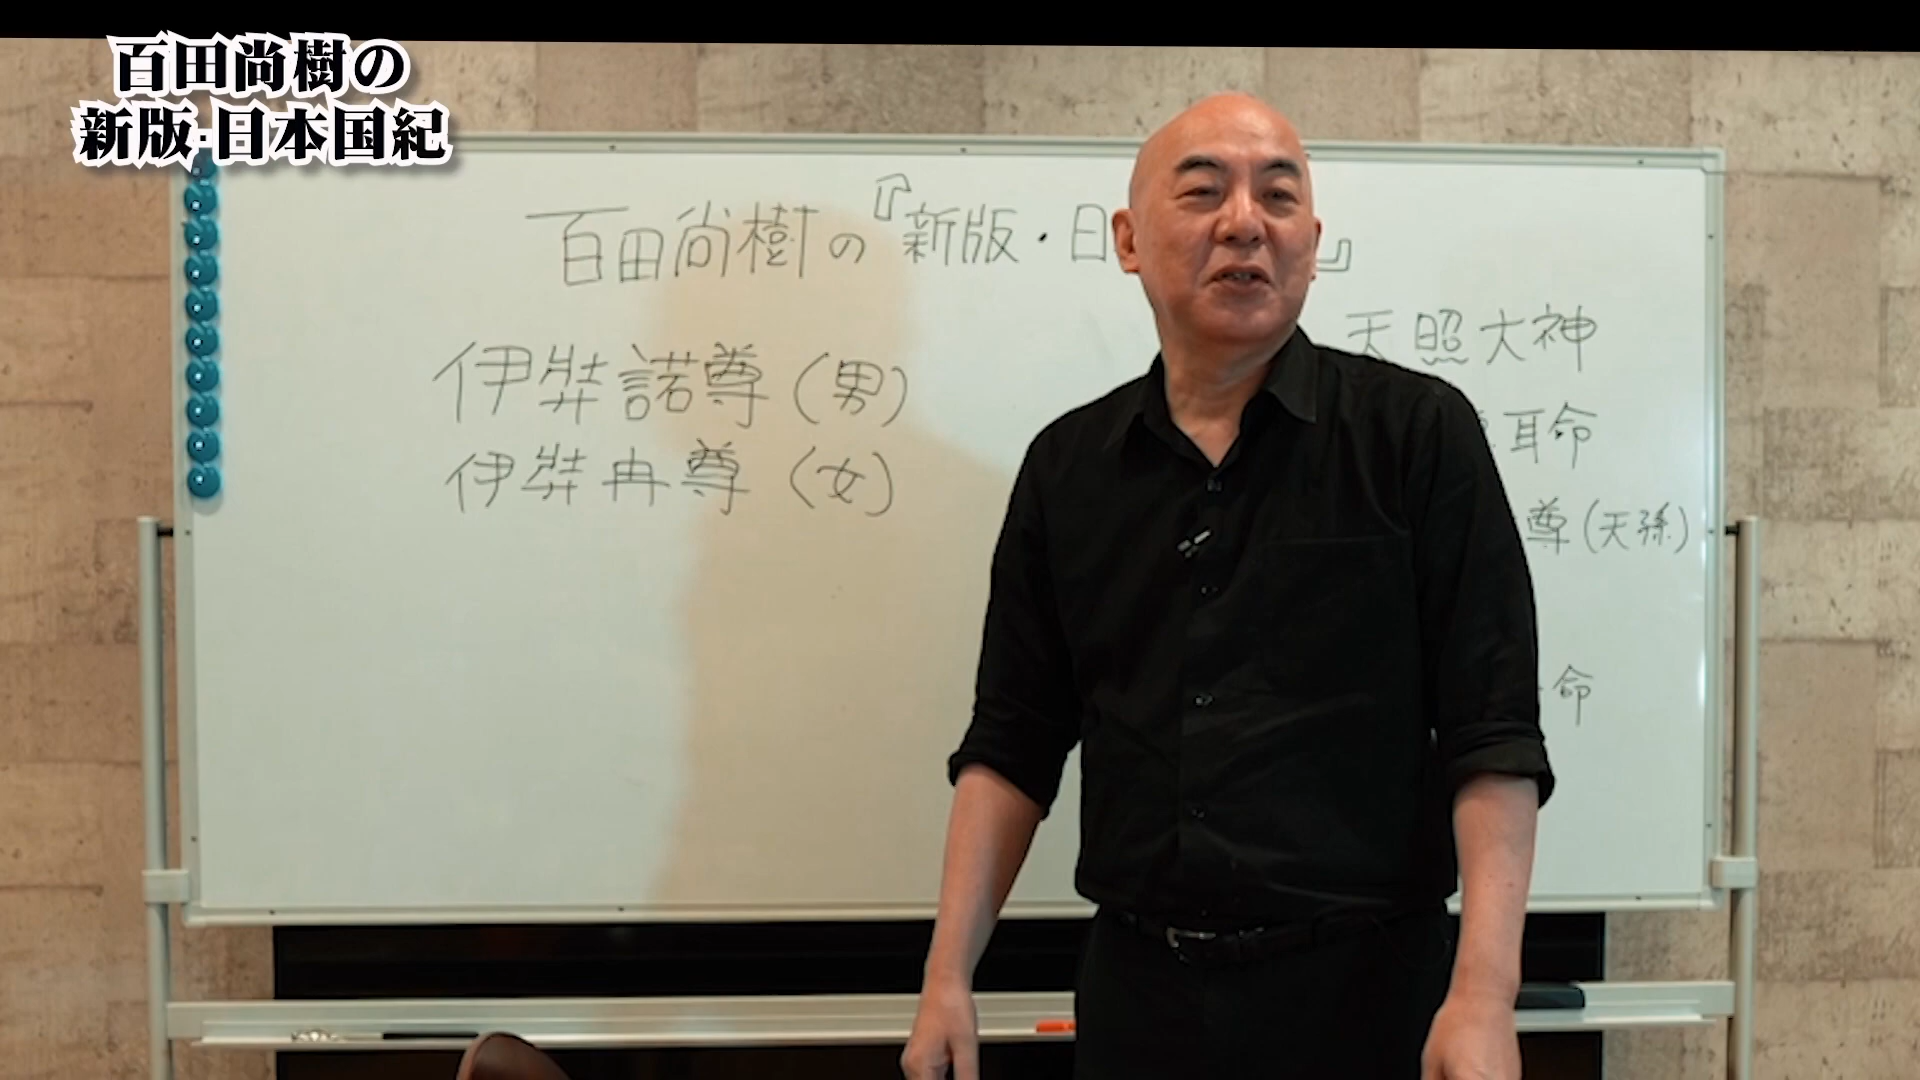 百田尚樹の
新版・日本国紀
百田尚樹の『新版・日 』
伊弉諾尊(男)
伊弉冉尊(女)
天照大神
耳命
尊(天孫)
命